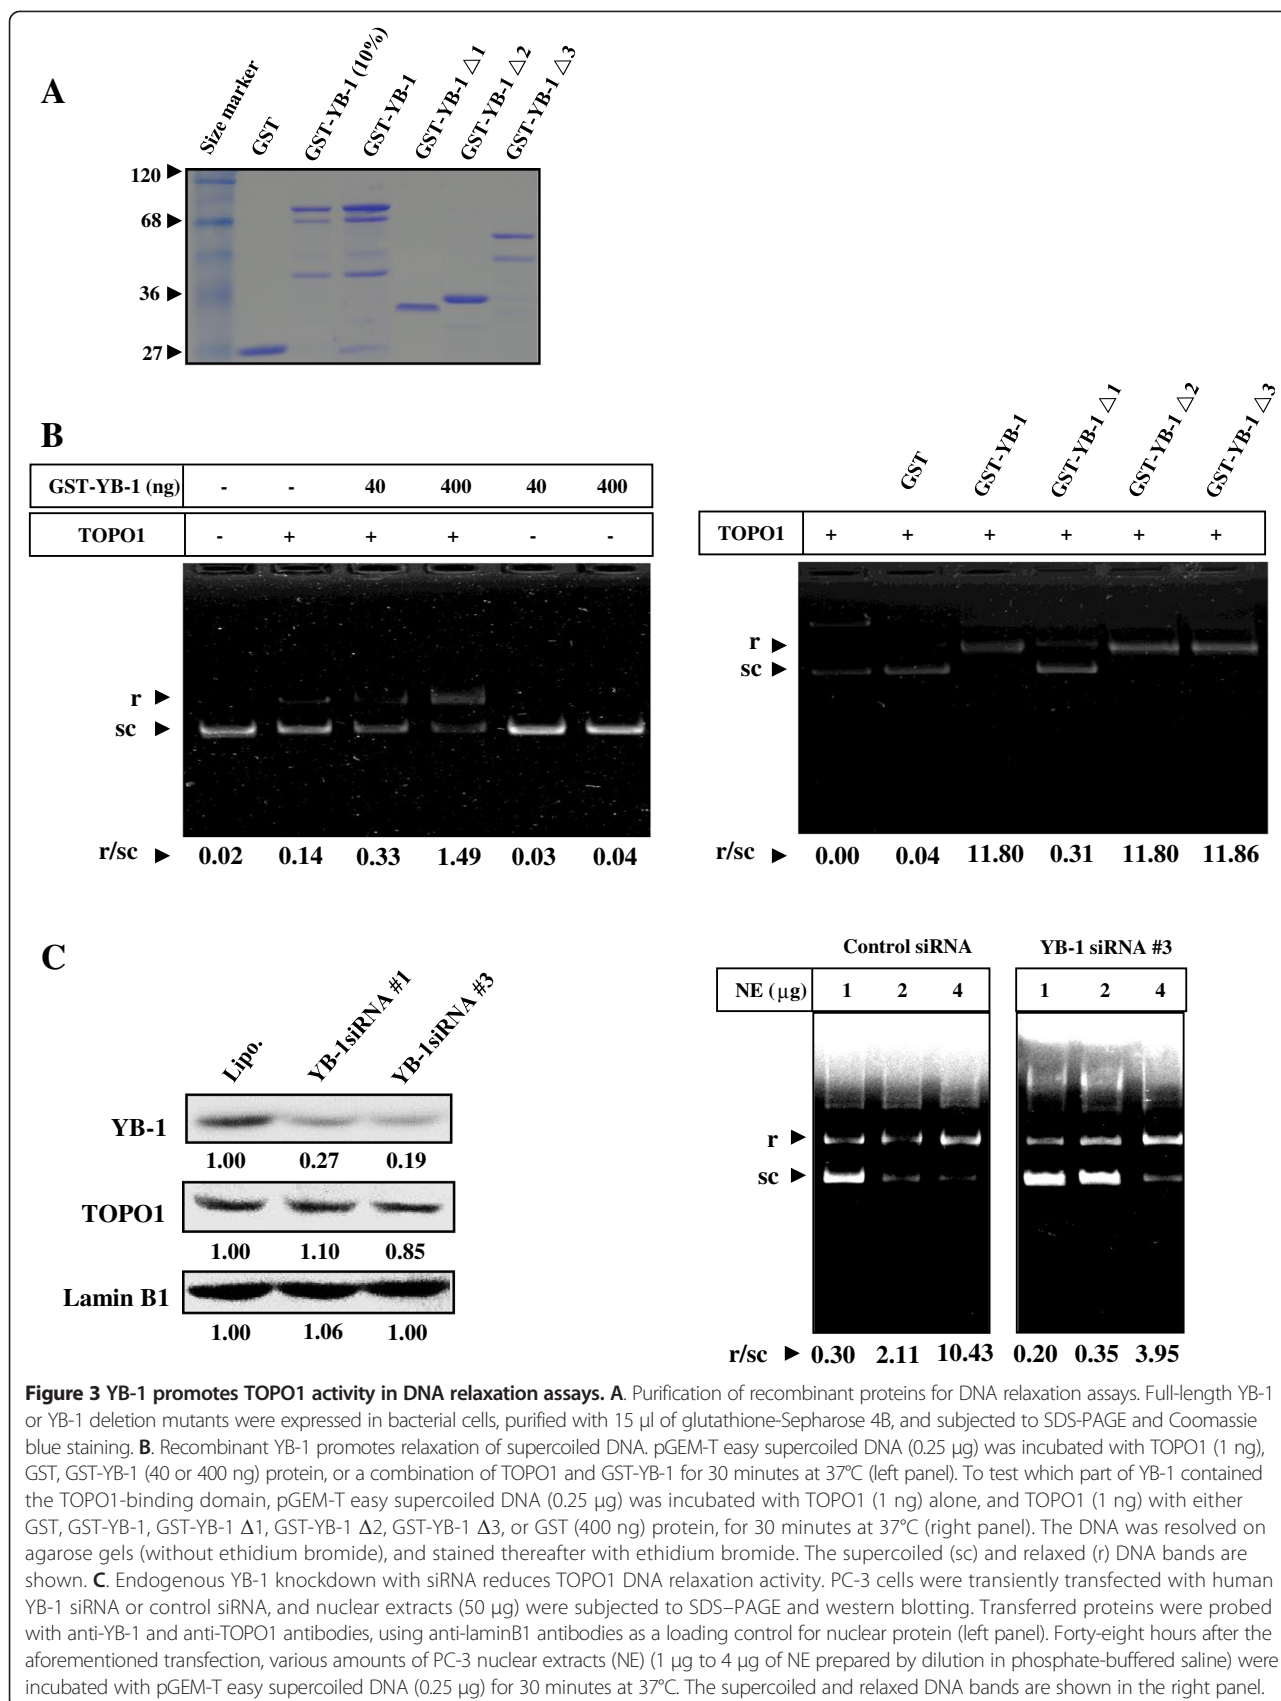 A
Size marker
GST
GST-YB-1 (10%)
GST-YB-1
GST-YB-1 △1
GST-YB-1 △2
GST-YB-1 △3
120 ►
68 ►
36 ►
27 ►
B
GST-YB-1 (ng) - - 40 400 40 400
TOPO1 - + + + - -
r ►
sc ►
r/sc ► 0.02 0.14 0.33 1.49 0.03 0.04
GST
GST-YB-1
GST-YB-1 △1
GST-YB-1 △2
GST-YB-1 △3
TOPO1 + + + + + +
r ►
sc ►
r/sc ► 0.00 0.04 11.80 0.31 11.80 11.86
C
Lipo.
YB-1siRNA #1
YB-1siRNA #3
YB-1
1.00 0.27 0.19
TOPO1
1.00 1.10 0.85
Lamin B1
1.00 1.06 1.00
Control siRNA YB-1 siRNA #3
NE (µg) 1 2 4 1 2 4
r ►
sc ►
r/sc ► 0.30 2.11 10.43 0.20 0.35 3.95
Figure 3 YB-1 promotes TOPO1 activity in DNA relaxation assays. A. Purification of recombinant proteins for DNA relaxation assays. Full-length YB-1
or YB-1 deletion mutants were expressed in bacterial cells, purified with 15 µl of glutathione-Sepharose 4B, and subjected to SDS-PAGE and Coomassie
blue staining. B. Recombinant YB-1 promotes relaxation of supercoiled DNA. pGEM-T easy supercoiled DNA (0.25 µg) was incubated with TOPO1 (1 ng),
GST, GST-YB-1 (40 or 400 ng) protein, or a combination of TOPO1 and GST-YB-1 for 30 minutes at 37°C (left panel). To test which part of YB-1 contained
the TOPO1-binding domain, pGEM-T easy supercoiled DNA (0.25 µg) was incubated with TOPO1 (1 ng) alone, and TOPO1 (1 ng) with either
GST, GST-YB-1, GST-YB-1 Δ1, GST-YB-1 Δ2, GST-YB-1 Δ3, or GST (400 ng) protein, for 30 minutes at 37°C (right panel). The DNA was resolved on
agarose gels (without ethidium bromide), and stained thereafter with ethidium bromide. The supercoiled (sc) and relaxed (r) DNA bands are
shown. C. Endogenous YB-1 knockdown with siRNA reduces TOPO1 DNA relaxation activity. PC-3 cells were transiently transfected with human
YB-1 siRNA or control siRNA, and nuclear extracts (50 µg) were subjected to SDS–PAGE and western blotting. Transferred proteins were probed
with anti-YB-1 and anti-TOPO1 antibodies, using anti-laminB1 antibodies as a loading control for nuclear protein (left panel). Forty-eight hours after the
aforementioned transfection, various amounts of PC-3 nuclear extracts (NE) (1 µg to 4 µg of NE prepared by dilution in phosphate-buffered saline) were
incubated with pGEM-T easy supercoiled DNA (0.25 µg) for 30 minutes at 37°C. The supercoiled and relaxed DNA bands are shown in the right panel.